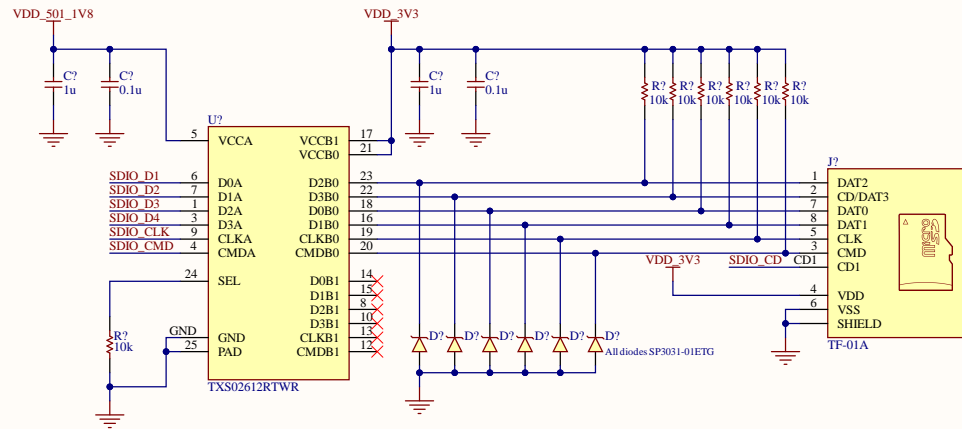 VDD_501_1V8
VDD_3V3
C? C? C? C? R? R? R? R? R? R?
1u 0.1u 1u 0.1u 10k 10k 10k 10k 10k 10k
U?
5 VCCA VCCB1 17
VCCB0 21
J?
SDIO_D1 6 D0A D2B0 23 1 DAT2
SDIO_D2 7 D1A D3B0 22 2 CD/DAT3
SDIO_D3 1 D2A D0B0 18 7 DAT0
SDIO_D4 3 D3A D1B0 16 8 DAT1
SDIO_CLK 9 CLKA CLKB0 19 5 CLK
SDIO_CMD 4 CMDA CMDB0 20 3 CMD
VDD_3V3 SDIO_CD CD1 CD1
24 SEL D0B1 14
D1B1 15 4 VDD
D2B1 8 6 VSS
D3B1 10 SHIELD
R? GND GND CLKB1 13 D? D? D? D? D? D?
10k 25 PAD CMDB1 12 All diodes SP3031-01ETG TF-01A
TXS02612RTWR